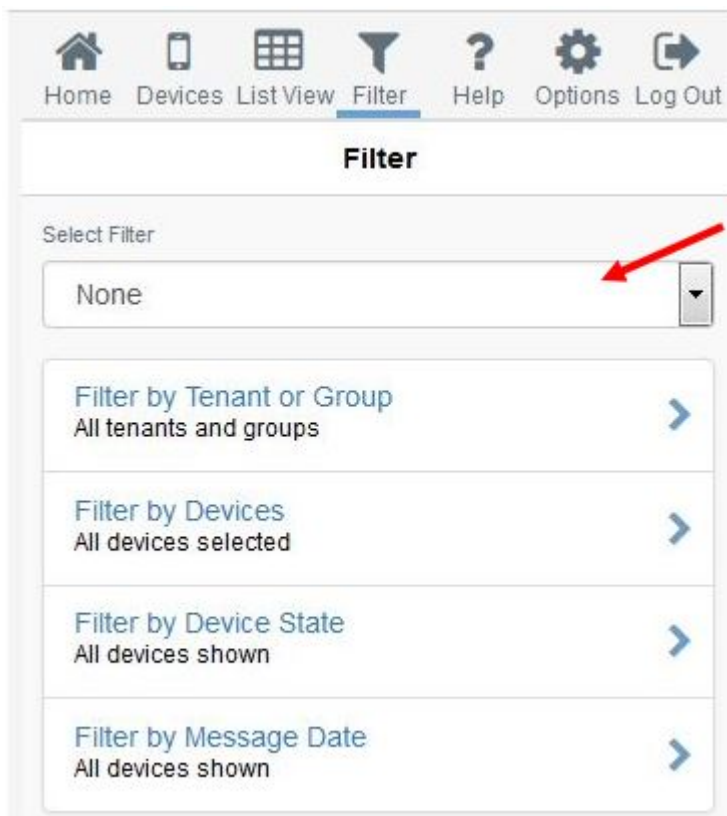 Home Devices List View Filter Help Options Log Out
Filter
Select Filter
None
Filter by Tenant or Group
All tenants and groups
Filter by Devices
All devices selected
Filter by Device State
All devices shown
Filter by Message Date
All devices shown